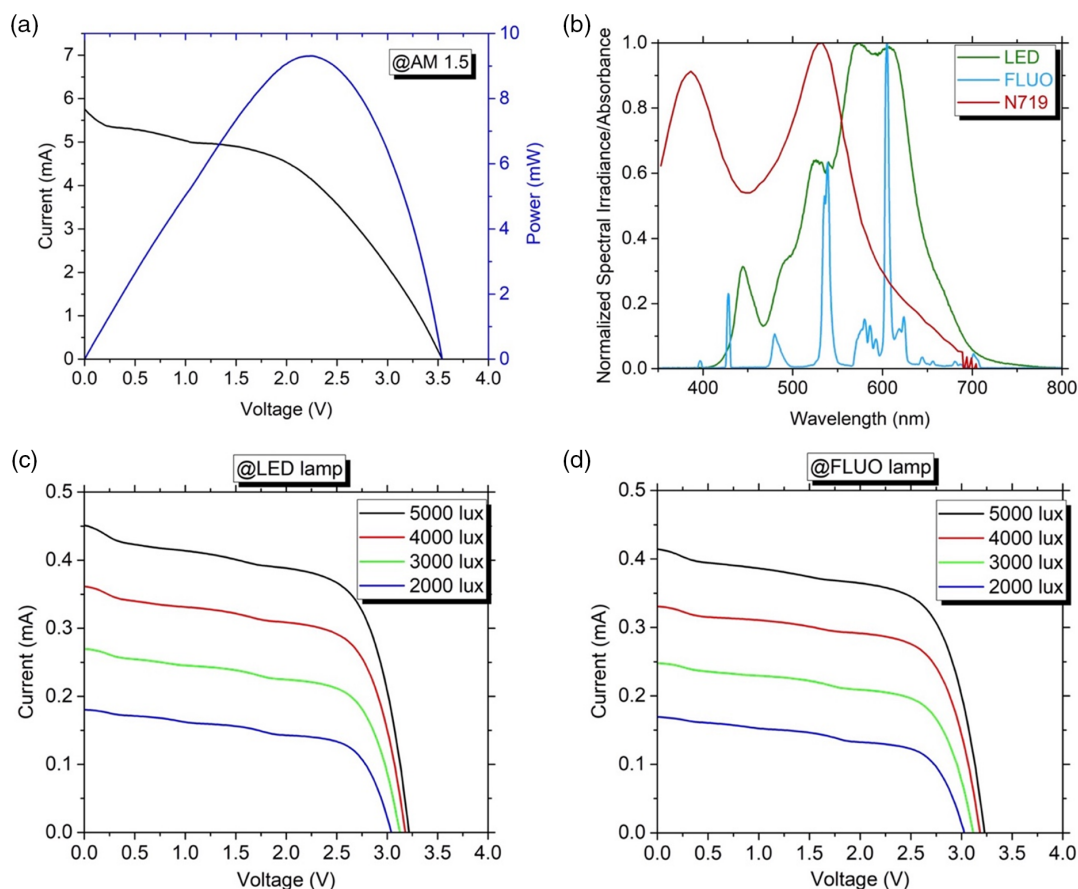 (a)
@AM 1.5
Current (mA)
7
6
5
4
3
2
1
0
Power (mW)
10
8
6
4
2
0
0.0 0.5 1.0 1.5 2.0 2.5 3.0 3.5 4.0
Voltage (V)
(b)
LED
FLUO
N719
Normalized Spectral Irradiance/Absorbance
1.0
0.8
0.6
0.4
0.2
0.0
400 500 600 700 800
Wavelength (nm)
(c)
@LED lamp
5000 lux
4000 lux
3000 lux
2000 lux
Current (mA)
0.5
0.4
0.3
0.2
0.1
0.0
0.0 0.5 1.0 1.5 2.0 2.5 3.0 3.5 4.0
Voltage (V)
(d)
@FLUO lamp
5000 lux
4000 lux
3000 lux
2000 lux
Current (mA)
0.5
0.4
0.3
0.2
0.1
0.0
0.0 0.5 1.0 1.5 2.0 2.5 3.0 3.5 4.0
Voltage (V)